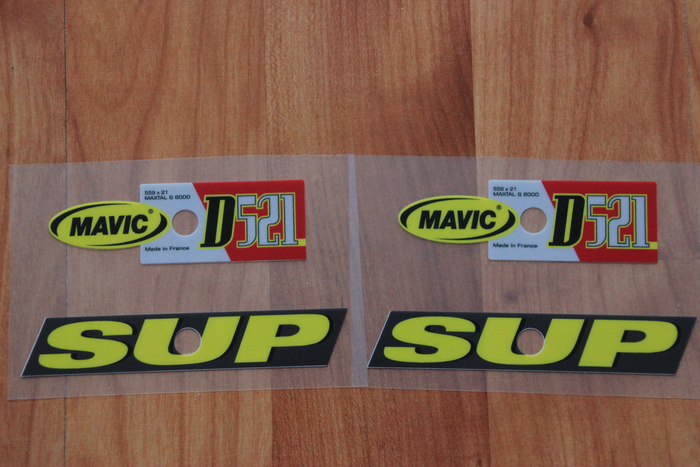 559 x 21
MAXTAL S 6000
MAVIC®
D521
Made in France
SUP
559 x 21
MAXTAL S 6000
MAVIC®
D521
Made in France
SUP